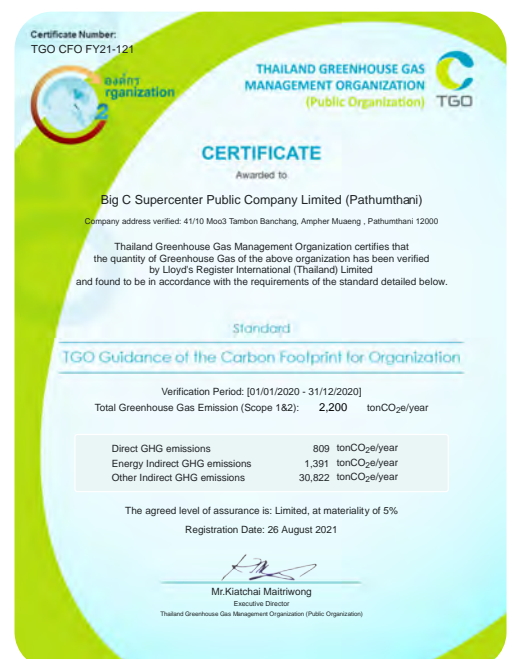 Certificate Number:
TGO CFO FY21-121
องค์กร
rganization
2
THAILAND GREENHOUSE GAS
MANAGEMENT ORGANIZATION
(Public Organization)
TGO
CERTIFICATE
Awarded to
Big C Supercenter Public Company Limited (Pathumthani)
Company address verified: 41/10 Moo3 Tambon Banchang, Ampher Muaeng , Pathumthani 12000
Thailand Greenhouse Gas Management Organization certifies that
the quantity of Greenhouse Gas of the above organization has been verified
by Lloyd's Register International (Thailand) Limited
and found to be in accordance with the requirements of the standard detailed below.
Standard
TGO Guidance of the Carbon Footprint for Organization
Verification Period: [01/01/2020 - 31/12/2020]
Total Greenhouse Gas Emission (Scope 1&2): 2,200 tonCO2e/year
Direct GHG emissions 809 tonCO2e/year
Energy Indirect GHG emissions 1,391 tonCO2e/year
Other Indirect GHG emissions 30,822 tonCO2e/year
The agreed level of assurance is: Limited, at materiality of 5%
Registration Date: 26 August 2021
Mr.Kiatchai Maitriwong
Executive Director
Thailand Greenhouse Gas Management Organization (Public Organization)